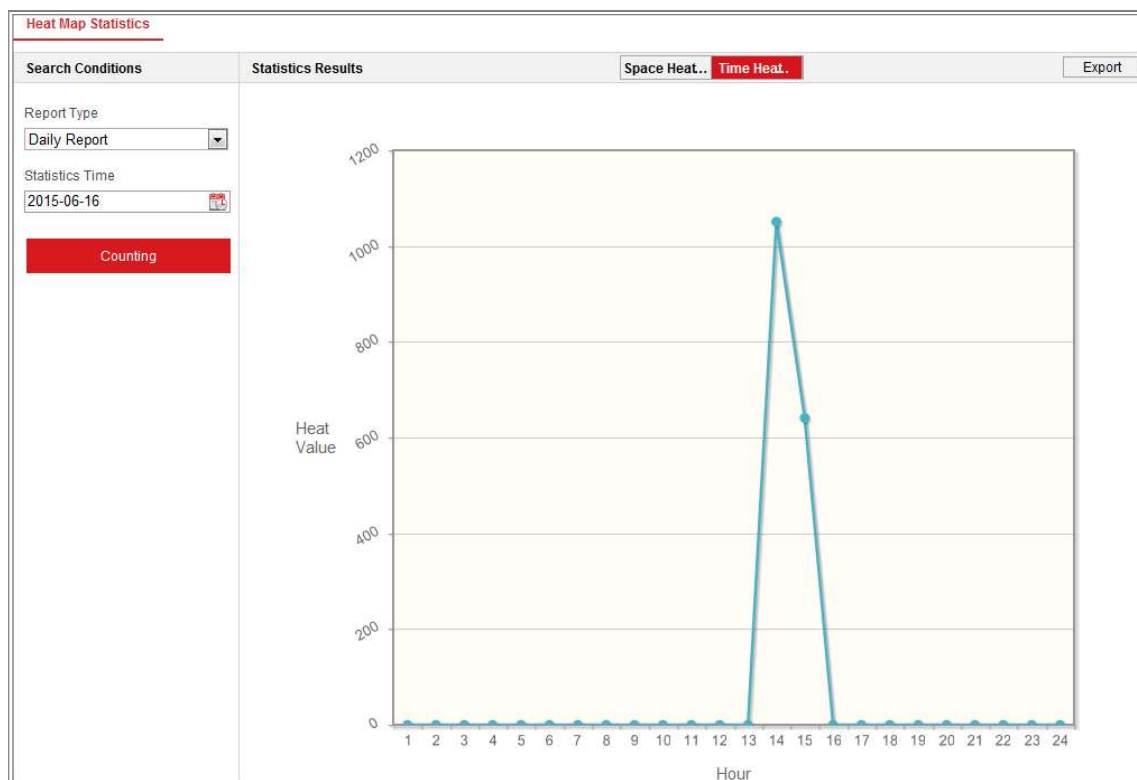 Heat Map Statistics
Search Conditions
Statistics Results
Space Heat...
Time Heat..
Export
Report Type
Daily Report
Statistics Time
2015-06-16
Counting
1200
1000
800
Heat
Value
600
400
200
0
1 2 3 4 5 6 7 8 9 10 11 12 13 14 15 16 17 18 19 20 21 22 23 24
Hour